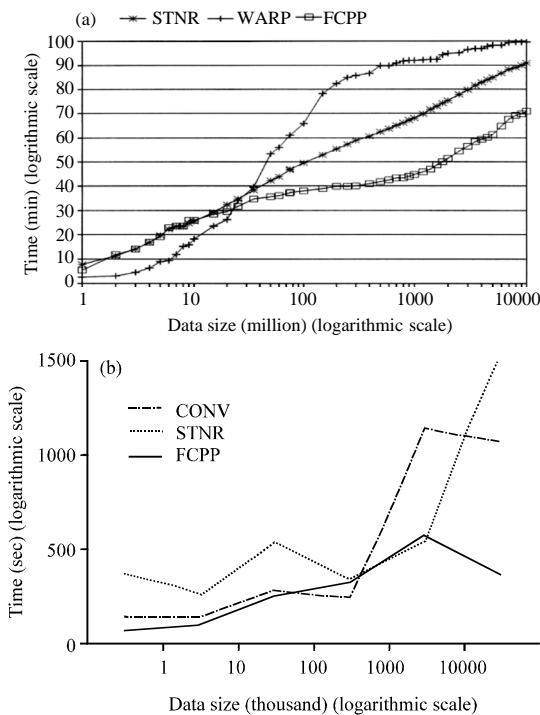 (a)
STNR WARP FCPP
100
90
80
70
60
50
40
30
20
10
0
Time (min) (logrithmic scale)
1 10 100 1000 10000
Data size (million) (logarithmic scale)
(b)
1500
1000
500
0
CONV
STNR
FCPP
Time (sec) (logarithmic scale)
1 10 100 1000 10000
Data size (thousand) (logarithmic scale)